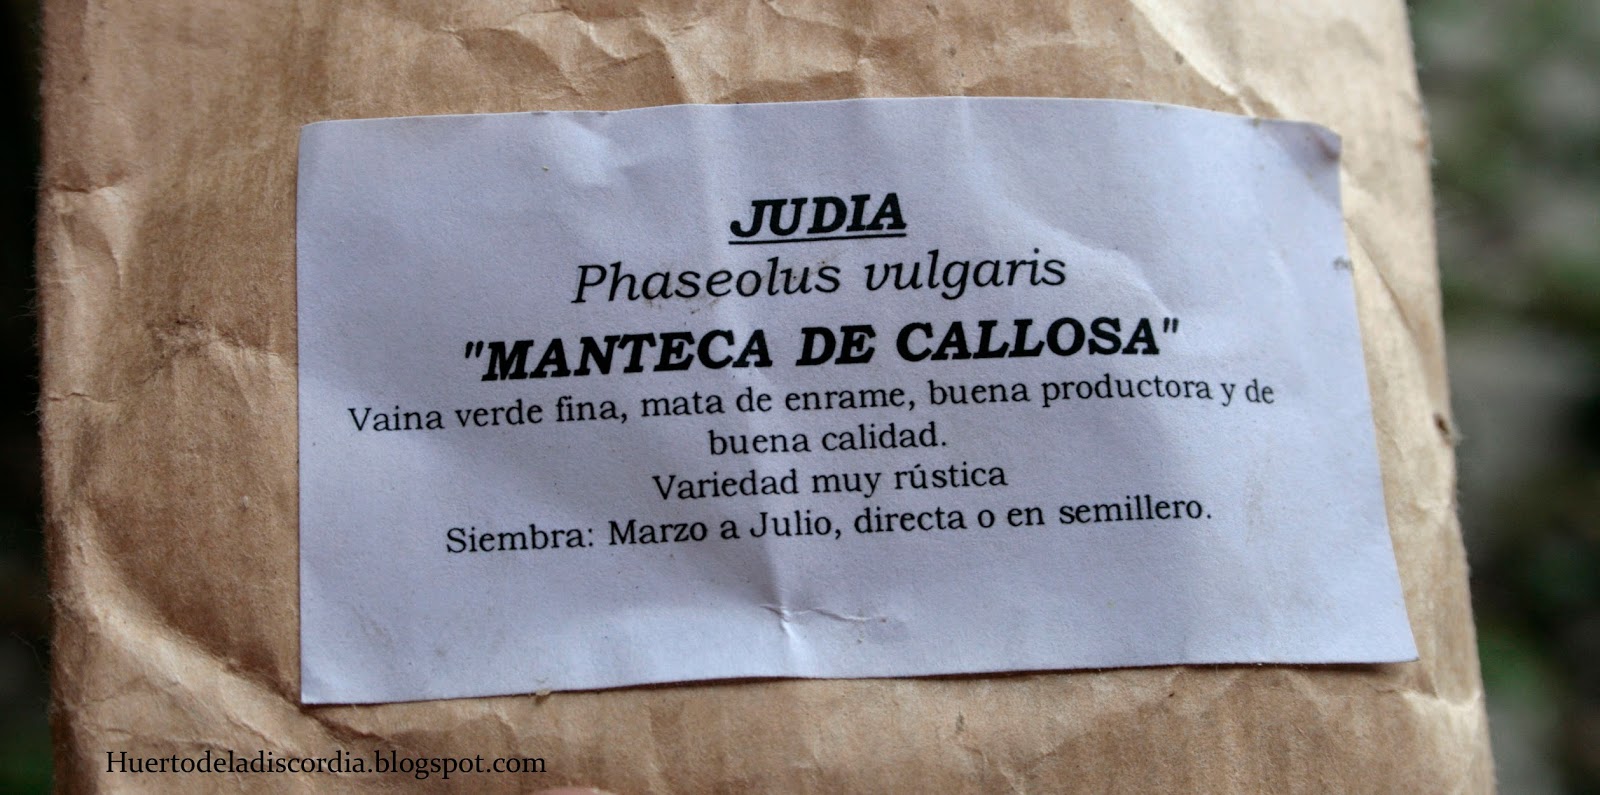 JUDIA
Phaseolus vulgaris
"MANTECA DE CALLOSA"
Vaina verde fina, mata de enrame, buena productora y de
buena calidad.
Variedad muy rústica
Siembra: Marzo a Julio, directa o en semillero.
Huertodeladiscordia.blogspot.com